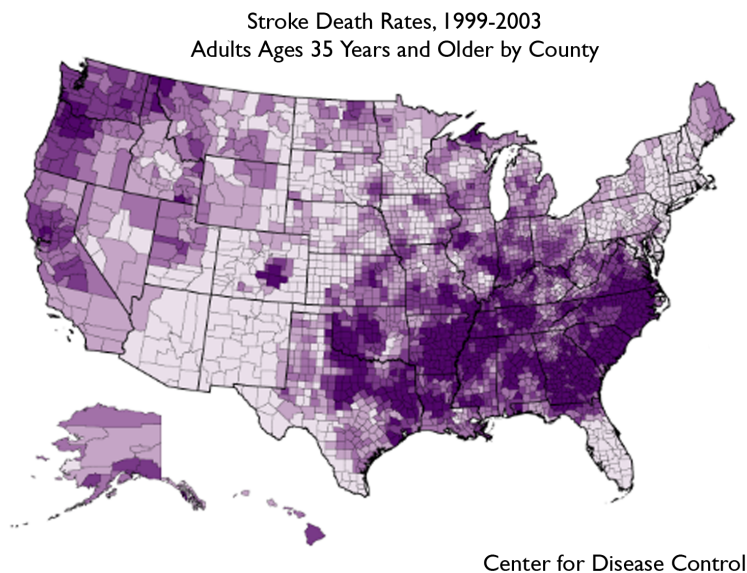 Stroke Death Rates, 1999-2003
Adults Ages 35 Years and Older by County
Center for Disease Control